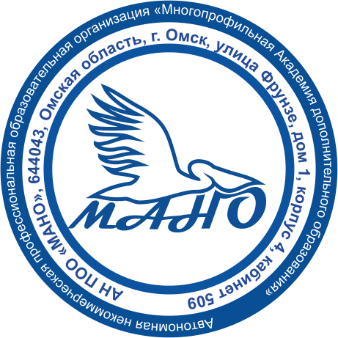 Автономная некоммерческая профессиональная образовательная организация «Многопрофильная Академия дополнительного образования»
АН ПОО «МАНО», 644043, Омская область, г. Омск, улица Фрунзе, дом 1, корпус 4, кабинет 509
МАНО